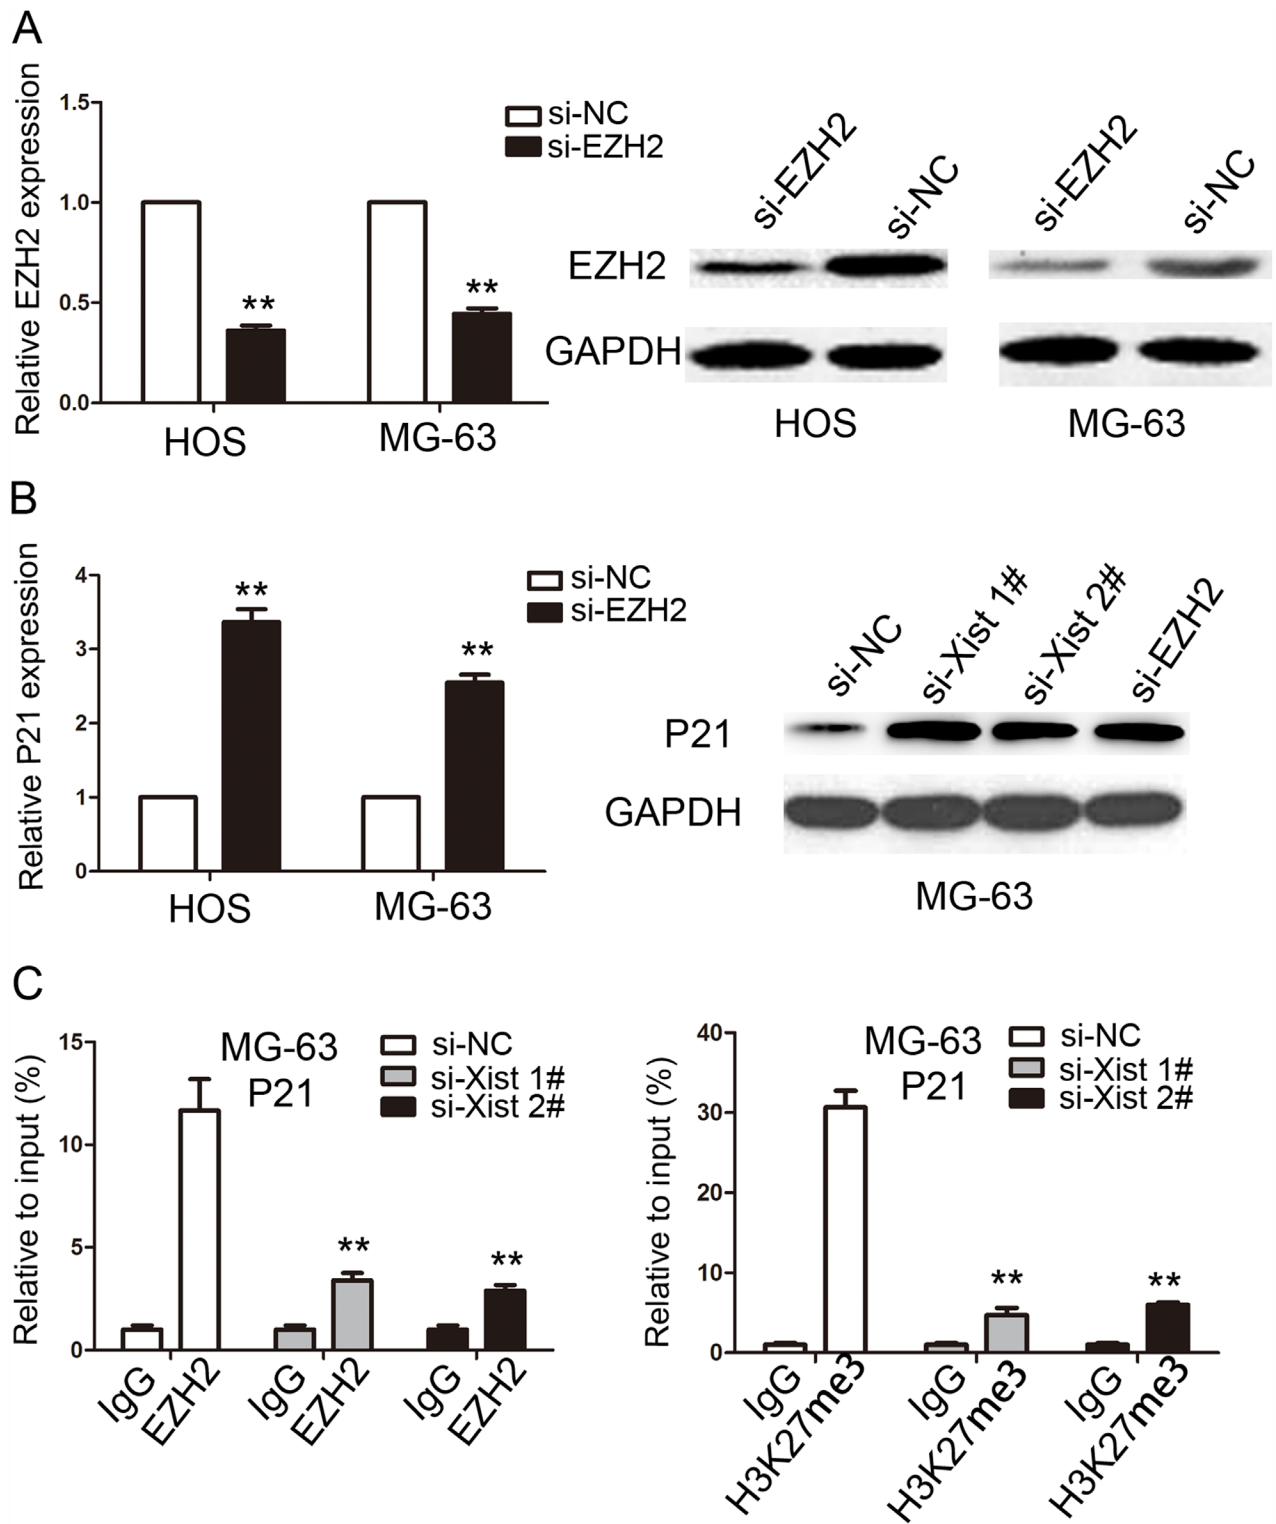 A
Relative EZH2 expression
1.5
1.0
0.5
0.0
**
**
HOS
MG-63
si-NC
si-EZH2
si-EZH2
si-NC
si-EZH2
si-NC
EZH2
GAPDH
HOS
MG-63
B
Relative P21 expression
4
3
2
1
0
**
**
HOS
MG-63
si-NC
si-EZH2
si-NC
si-Xist 1#
si-Xist 2#
si-EZH2
P21
GAPDH
MG-63
C
Relative to input (%)
15
10
5
0
MG-63
P21
si-NC
si-Xist 1#
si-Xist 2#
**
**
IgG
EZH2
IgG
EZH2
IgG
EZH2
Relative to input (%)
40
30
20
10
0
MG-63
P21
si-NC
si-Xist 1#
si-Xist 2#
**
**
IgG
H3K27me3
IgG
H3K27me3
IgG
H3K27me3